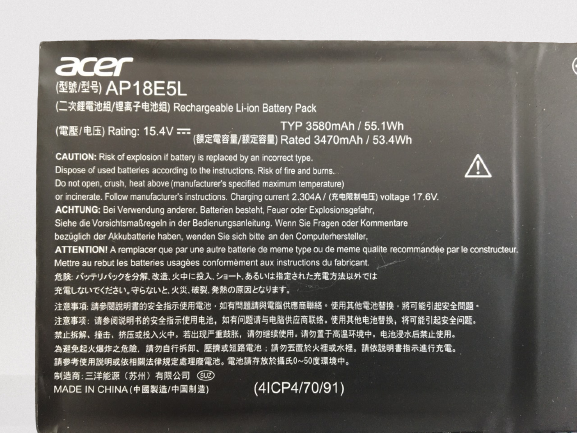 acer
(型號/型号) AP18E5L
(二次鋰電池組/锂离子电池组) Rechargeable Li-ion Battery Pack
(電壓/电压) Rating: 15.4V ⎓ TYP 3580mAh / 55.1Wh
(額定電容量/额定容量) Rated 3470mAh / 53.4Wh
CAUTION: Risk of explosion if battery is replaced by an incorrect type.
Dispose of used batteries according to the instructions. Risk of fire and burns.
Do not open, crush, heat above (manufacturer's specified maximum temperature)
or incinerate. Follow manufacturer's instructions. Charging current 2.304A / (充电限制电压) voltage 17.6V.
ACHTUNG: Bei Verwendung anderer. Batterien besteht, Feuer oder Explosionsgefahr,
Siehe die Vorsichtsmaßregeln in der Bedienungsanleitung. Wenn Sie Fragen oder Kommentare
bezüglich der Akkubatterie haben, wenden Sie sich bitte an den Computerhersteller.
ATTENTION! A remplacer que par une autre batterie de meme type ou de meme qualite recommandée par le constructeur.
Mettre au rebut les batteries usagées conformement aux instructions du fabricant.
危険: バッテリパックを分解、改造、火中に投入、ショート、あるいは指定された充電方法以外では
充電しないでください。守らないと、火災、破裂、発熱の原因となります。
注意事項: 請參閱說明書的安全指示使用電池，如有問題請與電腦供應商聯絡。使用其他電池替換，將可能引起安全問題。
注意事项: 请参阅说明书的安全指示使用电池，如有问题请与电脑供应商联络。使用其他电池替换，将可能引起安全问题。
禁止拆解、撞击、挤压或投入火中。若出现严重鼓胀，请勿继续使用。请勿置于高温环境中。电池浸水后禁止使用。
為避免起火爆炸之危險，請勿自行拆卸、壓擠或短路電池；請勿丟置於火裡或水裡。請依說明書指示進行充電。
請參考使用說明或依相關法律規定處理廢電池。電池請存放於攝氏0~50度環境中。
制造商: 三洋能源（苏州）有限公司 SUZ
MADE IN CHINA (中國製造/中国制造) (4ICP4/70/91)